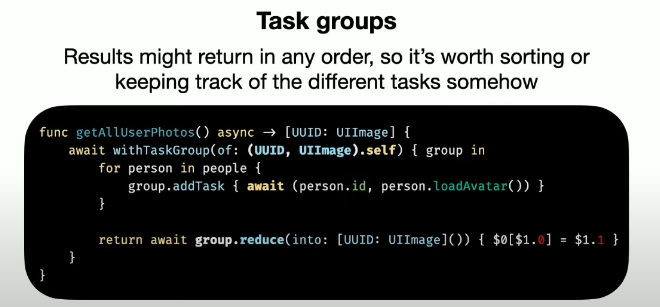 Task groups
Results might return in any order, so it's worth sorting or
keeping track of the different tasks somehow
func getAllUserPhotos() async → [UUID: UIImage] {
    await withTaskGroup(of: (UUID, UIImage).self) { group in
        for person in people {
            group.addTask { await (person.id, person.loadAvatar()) }
        }
        return await group.reduce(into: [UUID: UIImage]()) { $0[$1.0] = $1.1 }
    }
}